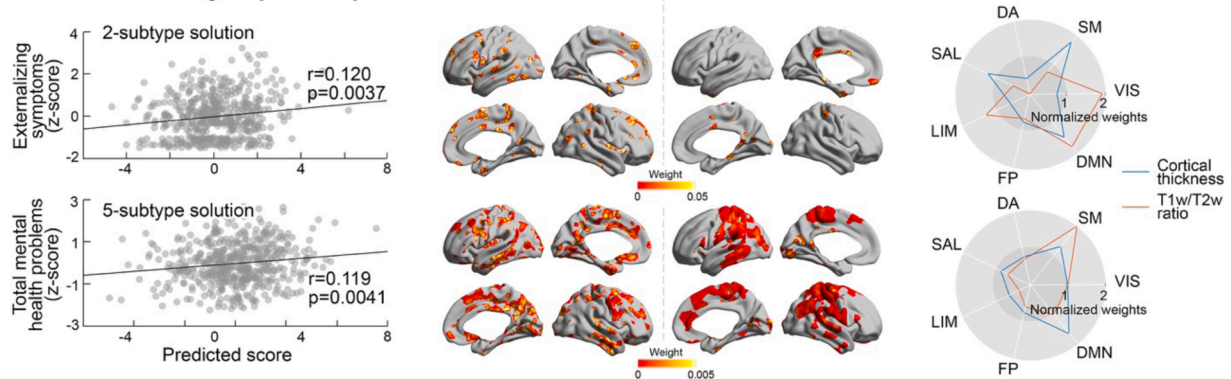 2-subtype solution
Externalizing
symptoms
(z-score)
4
2
0
-2
r=0.120
p=0.0037
-4
0
4
8
5-subtype solution
Total mental
health problems
(z-score)
3
1
-1
-3
r=0.119
p=0.0041
-4
0
4
8
Predicted score
Weight
0
0.05
Weight
0
0.005
DA
SM
SAL
VIS
1
2
Normalized weights
LIM
DMN
FP
Cortical
thickness
T1w/T2w
ratio
DA
SM
SAL
VIS
1
2
Normalized weights
LIM
DMN
FP